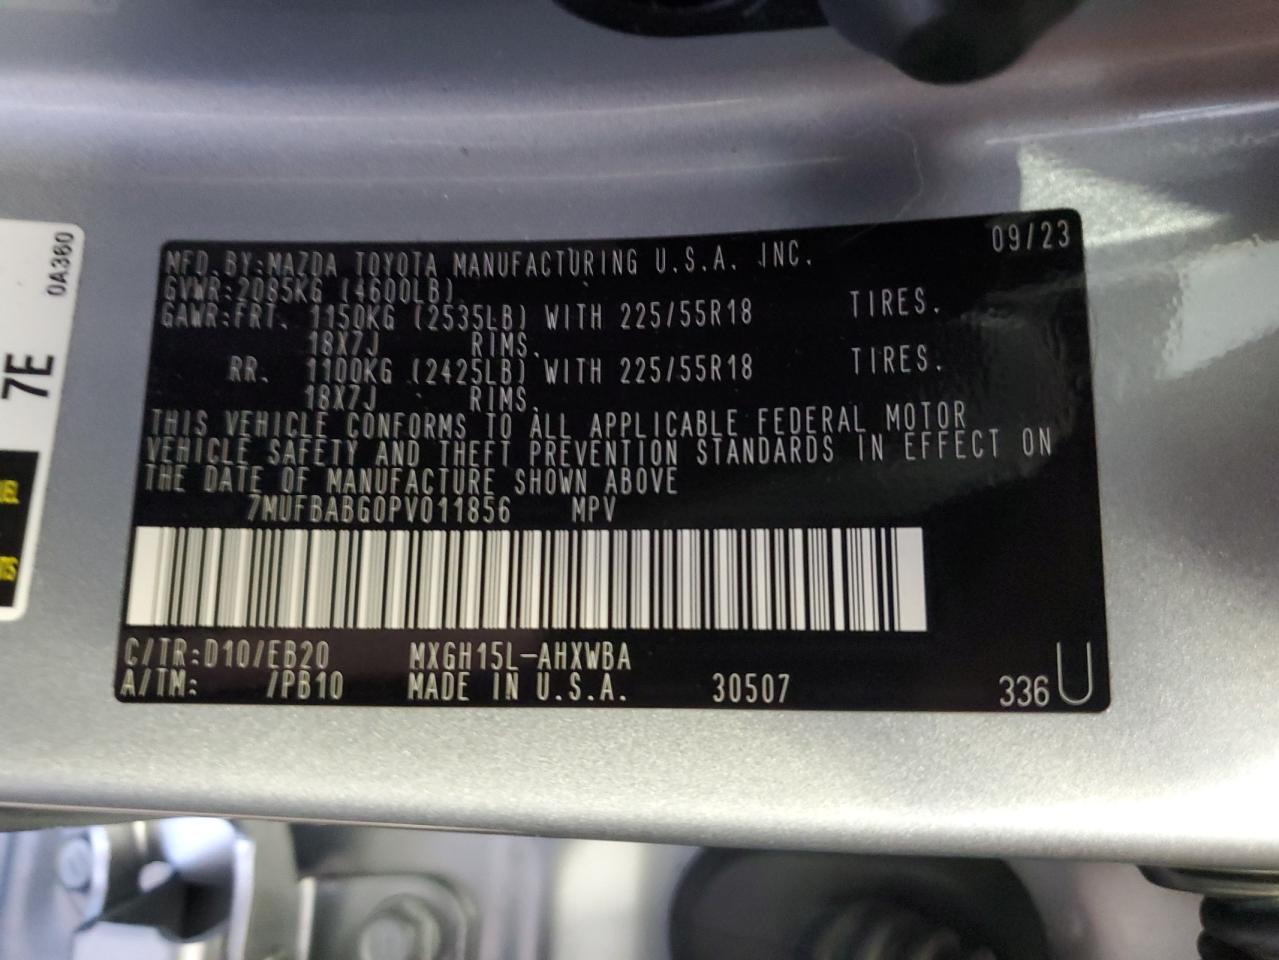 09/23
MFD. BY:MAZDA TOYOTA MANUFACTURING U.S.A. INC.
GVWR:2085KG (4600LB)
GAWR:FRT. 1150KG (2535LB) WITH 225/55R18 TIRES.
18X7J RIMS.
RR. 1100KG (2425LB) WITH 225/55R18 TIRES.
18X7J RIMS.
THIS VEHICLE CONFORMS TO ALL APPLICABLE FEDERAL MOTOR
VEHICLE SAFETY AND THEFT PREVENTION STANDARDS IN EFFECT ON
THE DATE OF MANUFACTURE SHOWN ABOVE
7MUFBABG0PV011856 MPV
C/TR:D10/EB20 MXGH15L-AHXWBA
A/TM: /PB10 MADE IN U.S.A. 30507 336 U
0A360
7E